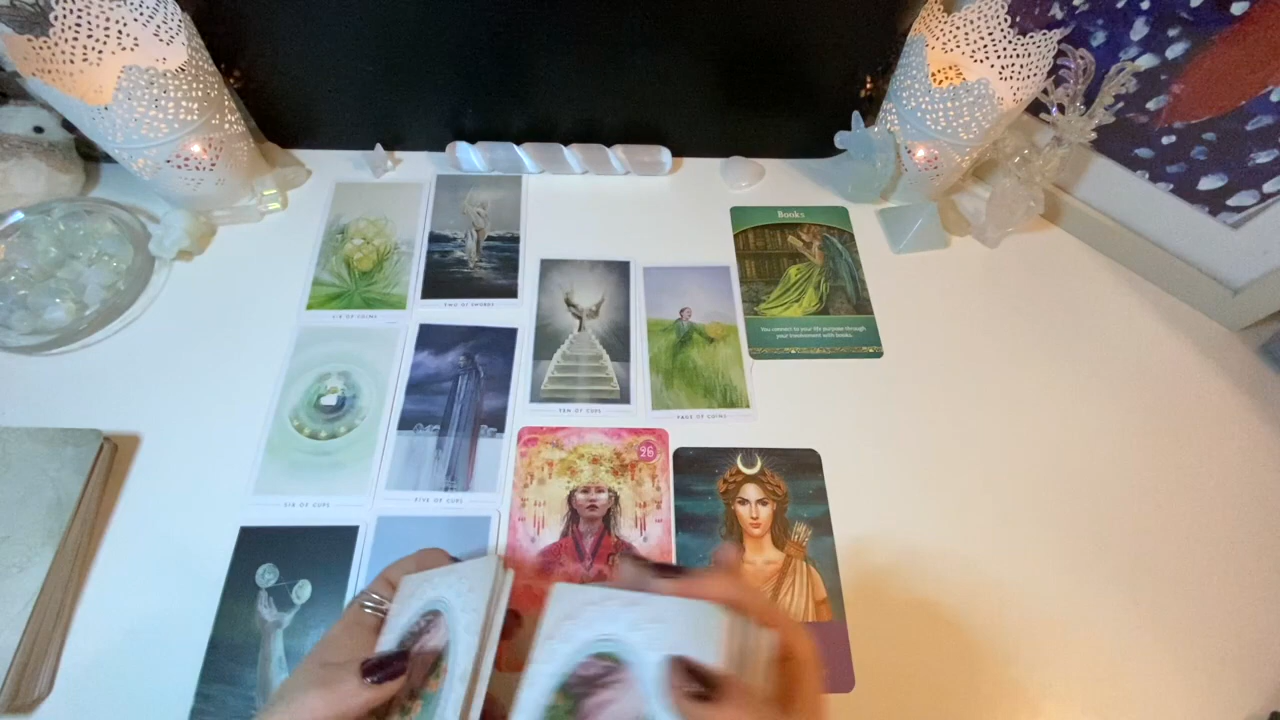 SIX OF COINS
TWO OF SWORDS
TEN OF CUPS
PAGE OF COINS
Books
You connect to your life purpose through
your involvement with books.
SIX OF CUPS
FIVE OF CUPS
26